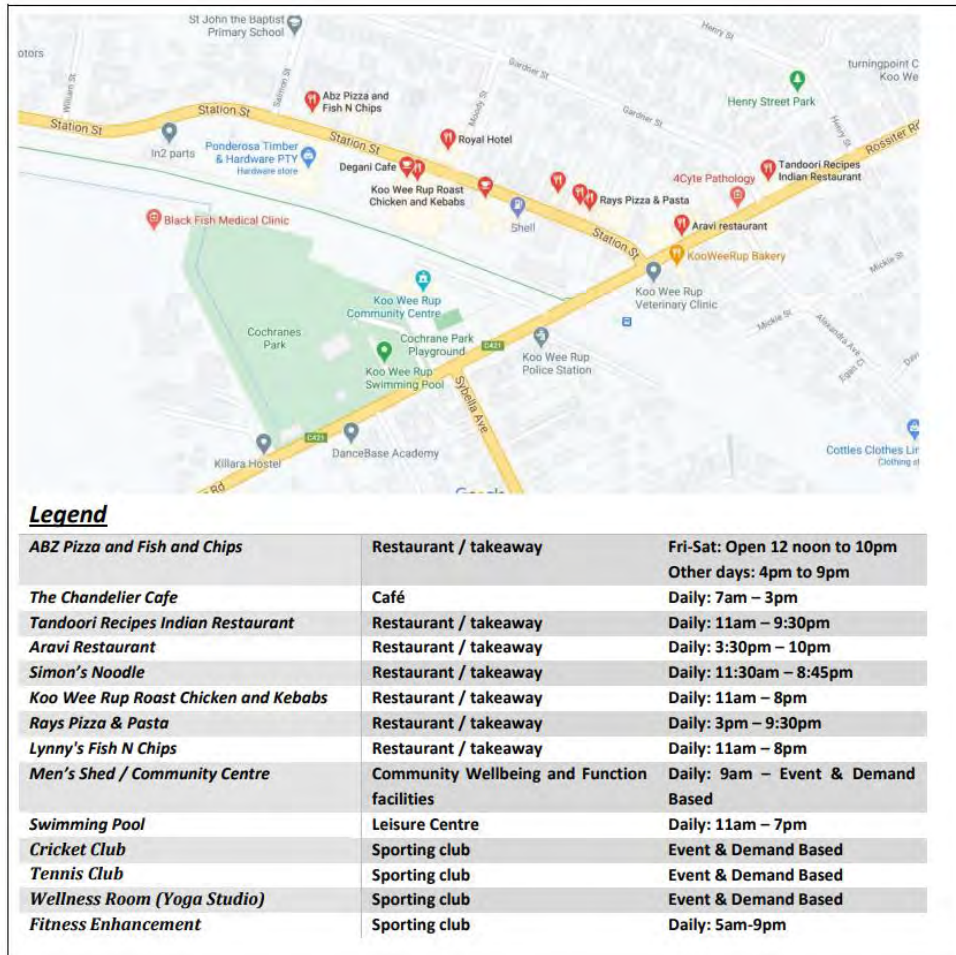 St John the Baptist
Primary School
otors
Henry St
turningpoint C
Koo We
William St
Salmon St
Moody St
Gardner St
Abz Pizza and
Fish N Chips
Henry Street Park
Gardner St
Henry St
Rossiter Rd
Station St
Station St
Station St
In2 parts
Ponderosa Timber
& Hardware PTY
Hardware store
Royal Hotel
Degani Cafe
Koo Wee Rup Roast
Chicken and Kebabs
Tandoori Recipes
Indian Restaurant
4Cyte Pathology
Rays Pizza & Pasta
Black Fish Medical Clinic
Shell
Station St
Aravi restaurant
KooWeeRup Bakery
Mickle St
Koo Wee Rup
Veterinary Clinic
Koo Wee Rup
Community Centre
Mickle St
Alexandra Ave
Egan Ct
Davi
Cochranes
Park
Cochrane Park
Playground
C421
Koo Wee Rup
Police Station
Koo Wee Rup
Swimming Pool
Sybella Ave
C421
Killara Hostel
DanceBase Academy
Cottles Clothes Lin
Clothing st
Rd
Legend
ABZ Pizza and Fish and Chips Restaurant / takeaway Fri-Sat: Open 12 noon to 10pm
Other days: 4pm to 9pm
The Chandelier Cafe Café Daily: 7am – 3pm
Tandoori Recipes Indian Restaurant Restaurant / takeaway Daily: 11am – 9:30pm
Aravi Restaurant Restaurant / takeaway Daily: 3:30pm – 10pm
Simon's Noodle Restaurant / takeaway Daily: 11:30am – 8:45pm
Koo Wee Rup Roast Chicken and Kebabs Restaurant / takeaway Daily: 11am – 8pm
Rays Pizza & Pasta Restaurant / takeaway Daily: 3pm – 9:30pm
Lynny's Fish N Chips Restaurant / takeaway Daily: 11am – 8pm
Men's Shed / Community Centre Community Wellbeing and Function Daily: 9am – Event & Demand
facilities Based
Swimming Pool Leisure Centre Daily: 11am – 7pm
Cricket Club Sporting club Event & Demand Based
Tennis Club Sporting club Event & Demand Based
Wellness Room (Yoga Studio) Sporting club Event & Demand Based
Fitness Enhancement Sporting club Daily: 5am-9pm